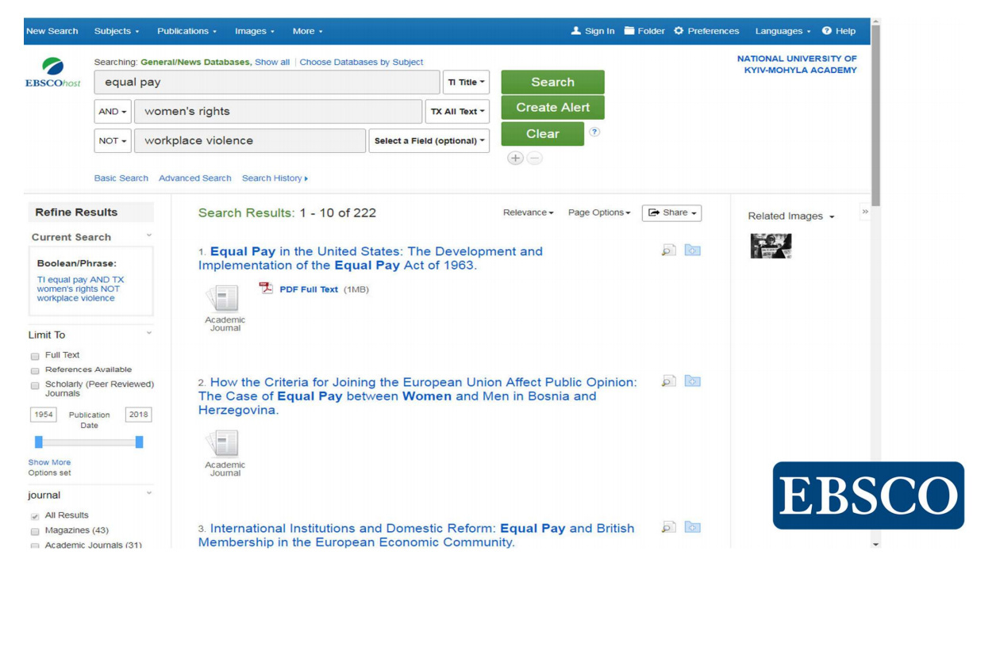 New Search Subjects Publications Images More Sign In Folder Preferences Languages Help
Searching: General/News Databases, Show all | Choose Databases by Subject
NATIONAL UNIVERSITY OF
KYIV-MOHYLA ACADEMY
EBSCOhost
equal pay TI Title Search
AND women's rights TX All Text Create Alert
NOT workplace violence Select a Field (optional) Clear ?
Basic Search Advanced Search Search History
Refine Results
Current Search
Boolean/Phrase:
TI equal pay AND TX
women's rights NOT
workplace violence
Limit To
Full Text
References Available
Scholarly (Peer Reviewed)
Journals
1954 Publication 2018
Date
Show More
Options set
journal
All Results
Magazines (43)
Academic Journals (31)
Search Results: 1 - 10 of 222 Relevance Page Options Share
1. Equal Pay in the United States: The Development and
Implementation of the Equal Pay Act of 1963.
PDF Full Text (1MB)
Academic
Journal
2. How the Criteria for Joining the European Union Affect Public Opinion:
The Case of Equal Pay between Women and Men in Bosnia and
Herzegovina.
Academic
Journal
3. International Institutions and Domestic Reform: Equal Pay and British
Membership in the European Economic Community.
Related Images »
EBSCO